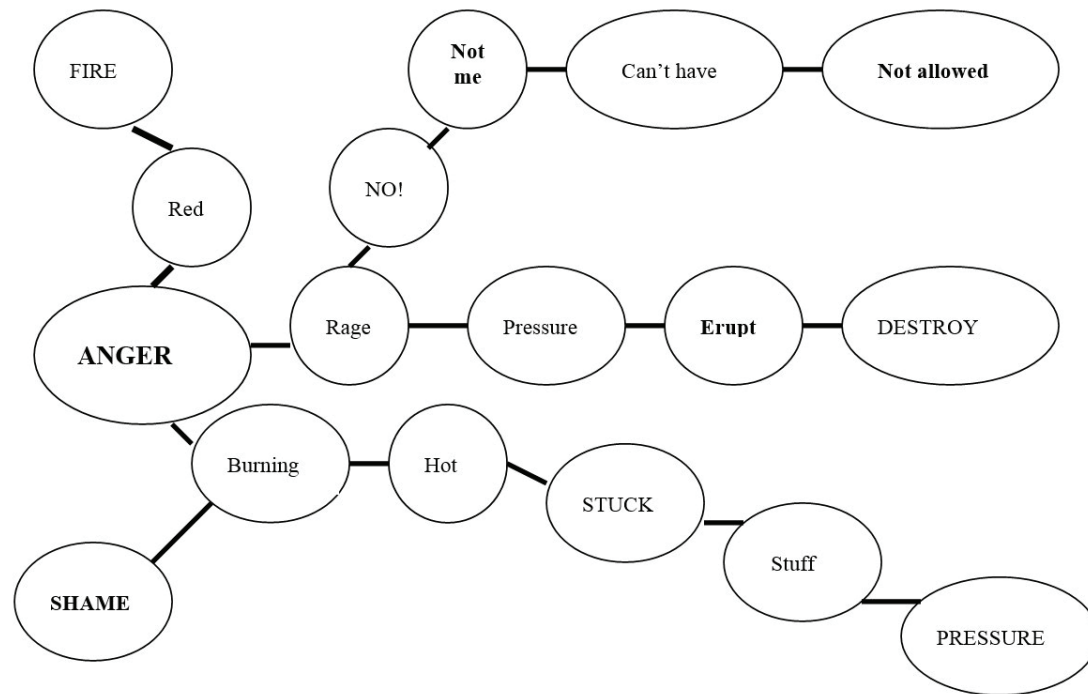 FIRE
Not
me
Can’t have
Not allowed
NO!
Red
Rage
Pressure
Erupt
DESTROY
ANGER
Burning
Hot
STUCK
Stuff
SHAME
PRESSURE